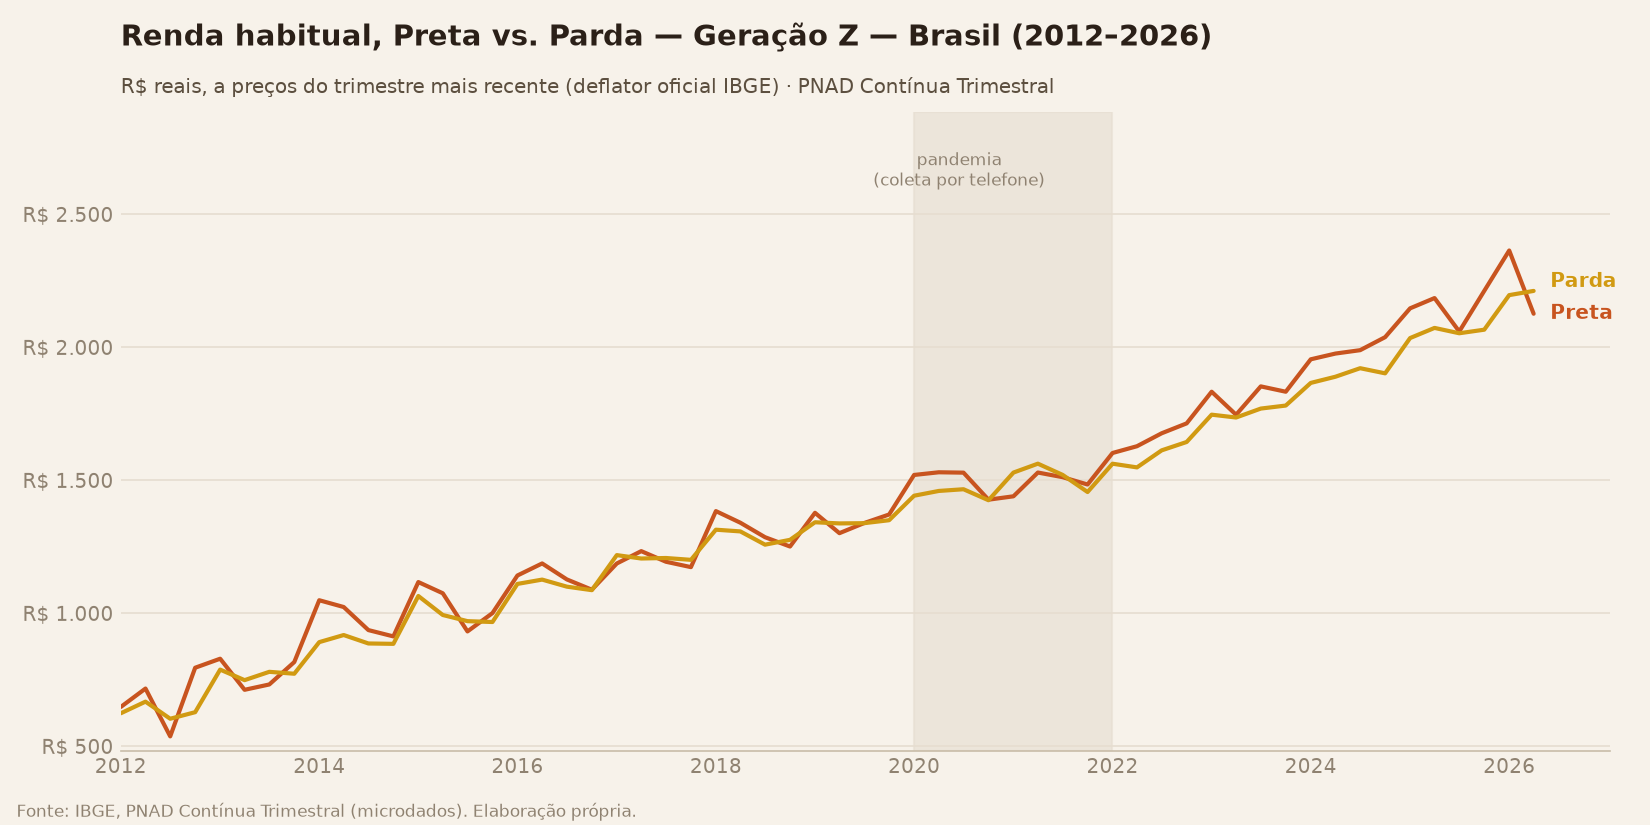 Renda habitual, Preta vs. Parda — Geração Z — Brasil (2012–2026)
R$ reais, a preços do trimestre mais recente (deflator oficial IBGE) · PNAD Contínua Trimestral
pandemia
(coleta por telefone)
R$ 2.500
R$ 2.000
R$ 1.500
R$ 1.000
R$ 500
Parda
Preta
2012 2014 2016 2018 2020 2022 2024 2026
Fonte: IBGE, PNAD Contínua Trimestral (microdados). Elaboração própria.